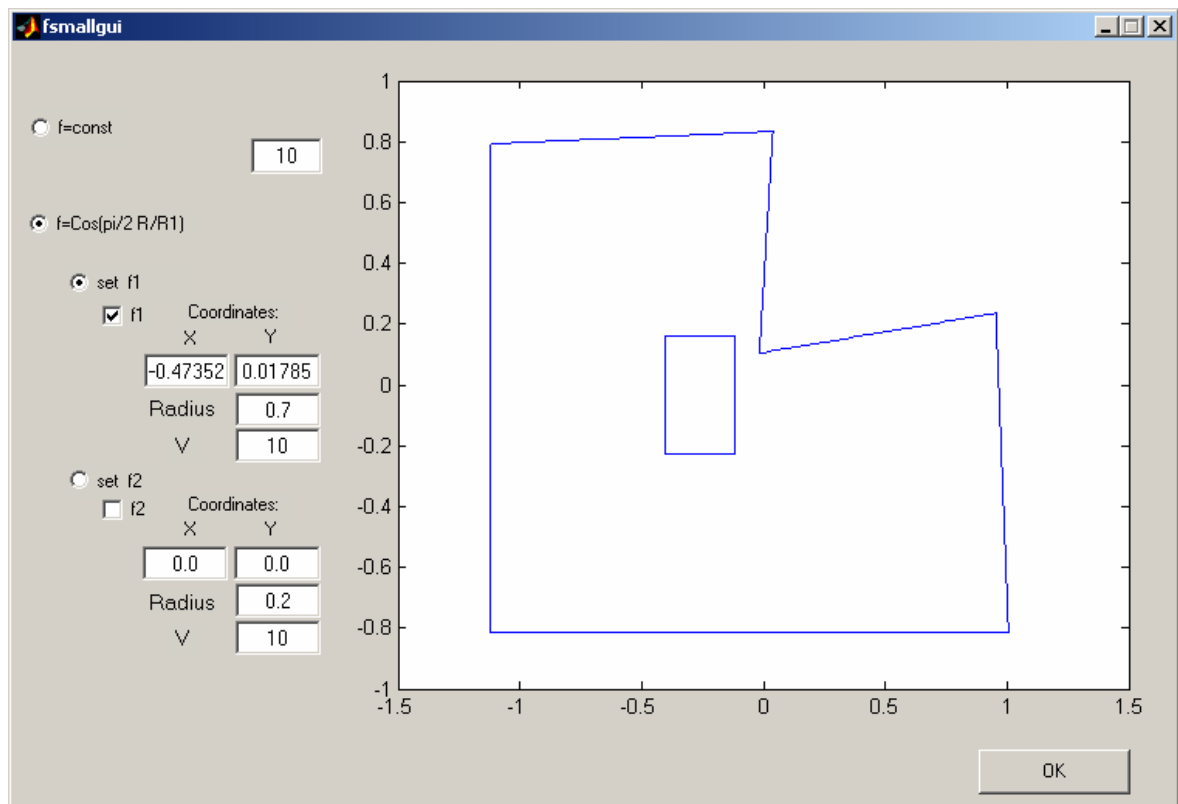 fsmallgui
f=const
10
f=Cos(pi/2 R/R1)
set f1
f1 Coordinates:
X Y
-0.47352 0.01785
Radius 0.7
V 10
set f2
f2 Coordinates:
X Y
0.0 0.0
Radius 0.2
V 10
1
0.8
0.6
0.4
0.2
0
-0.2
-0.4
-0.6
-0.8
-1
-1.5 -1 -0.5 0 0.5 1 1.5
OK